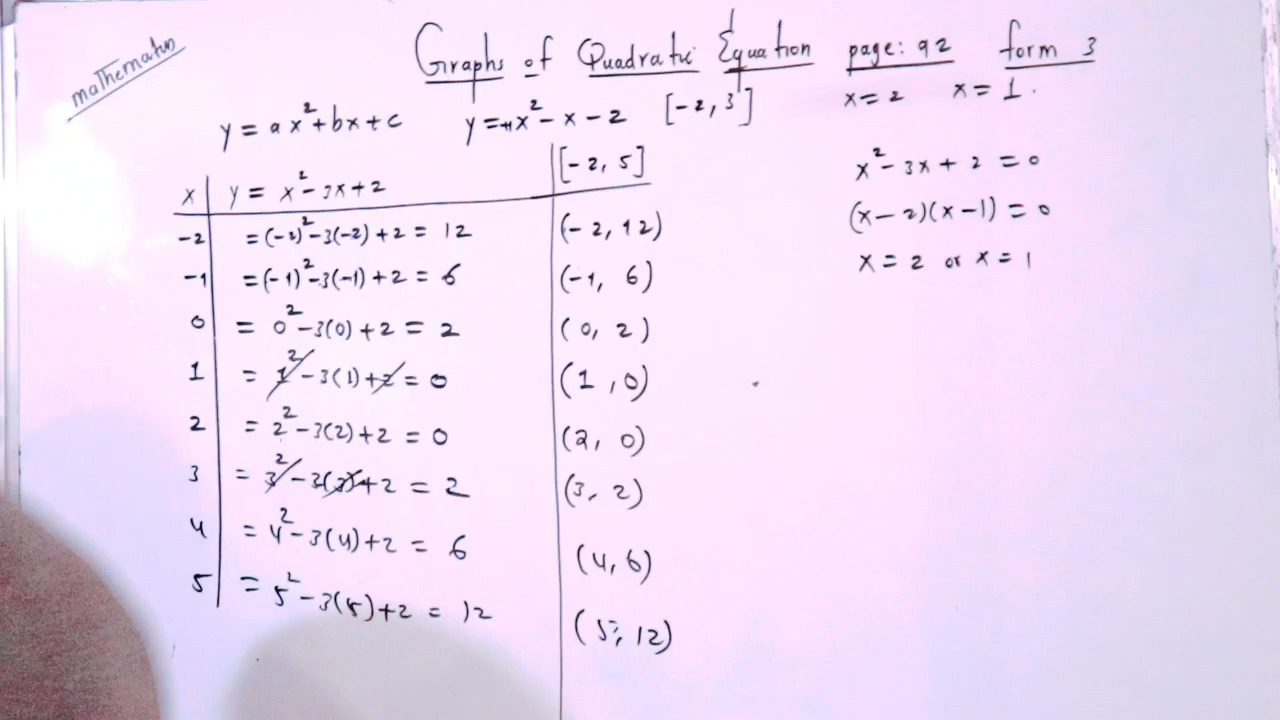 mathematics
Graphs of Quadratic Equation page: 92 form 3
y = ax² + bx + c y = x² - x - 2 [-2, 3] x = 2 x = 1.
x y = x² - 3x + 2 [-2, 5]
-2 = (-2)² - 3(-2) + 2 = 12 (-2, 12)
-1 = (-1)² - 3(-1) + 2 = 6 (-1, 6)
0 = 0² - 3(0) + 2 = 2 (0, 2)
1 = 1² - 3(1) + 2 = 0 (1, 0)
2 = 2² - 3(2) + 2 = 0 (2, 0)
3 = 3² - 3(3) + 2 = 2 (3, 2)
4 = 4² - 3(4) + 2 = 6 (4, 6)
5 = 5² - 3(5) + 2 = 12 (5, 12)
x² - 3x + 2 = 0
(x - 2)(x - 1) = 0
x = 2 or x = 1